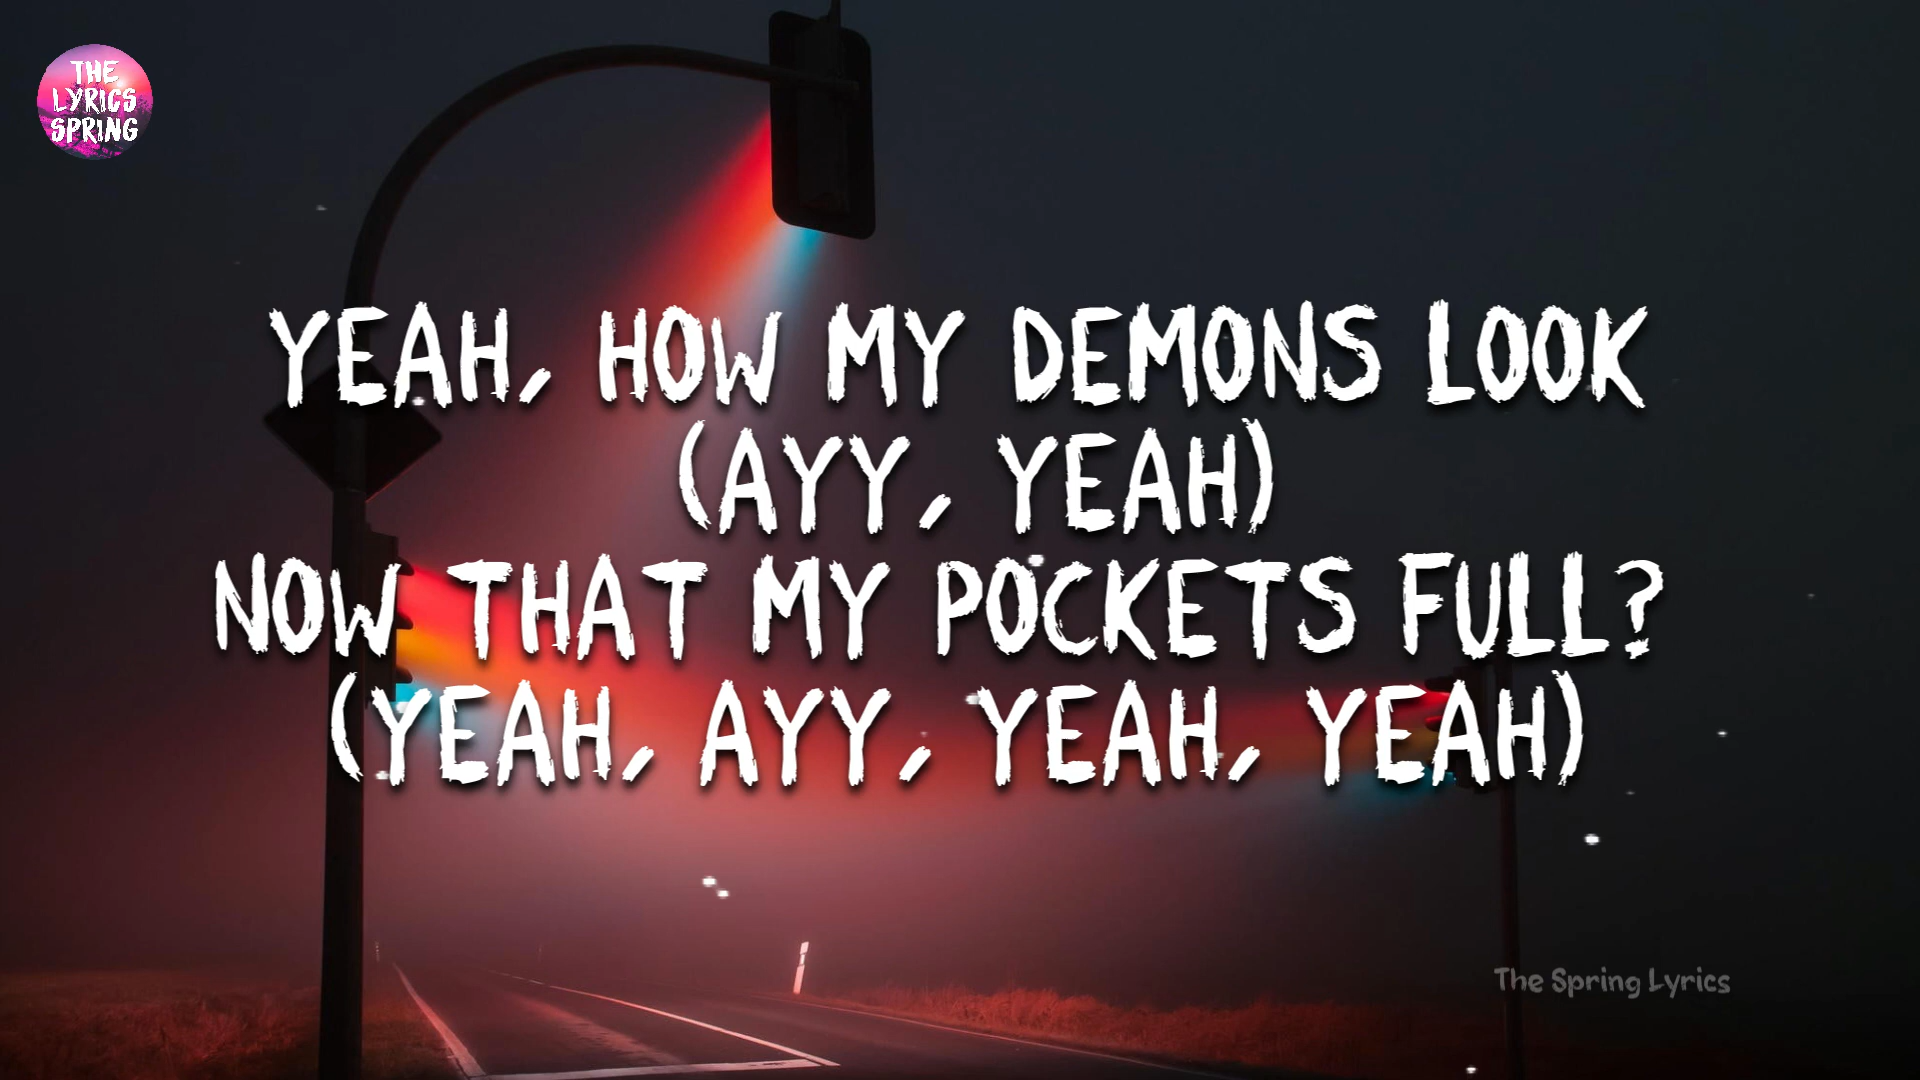 THE
LYRICS
SPRING
YEAH, HOW MY DEMONS LOOK
(AYY, YEAH)
NOW THAT MY POCKETS FULL?
(YEAH, AYY, YEAH, YEAH)
The Spring Lyrics